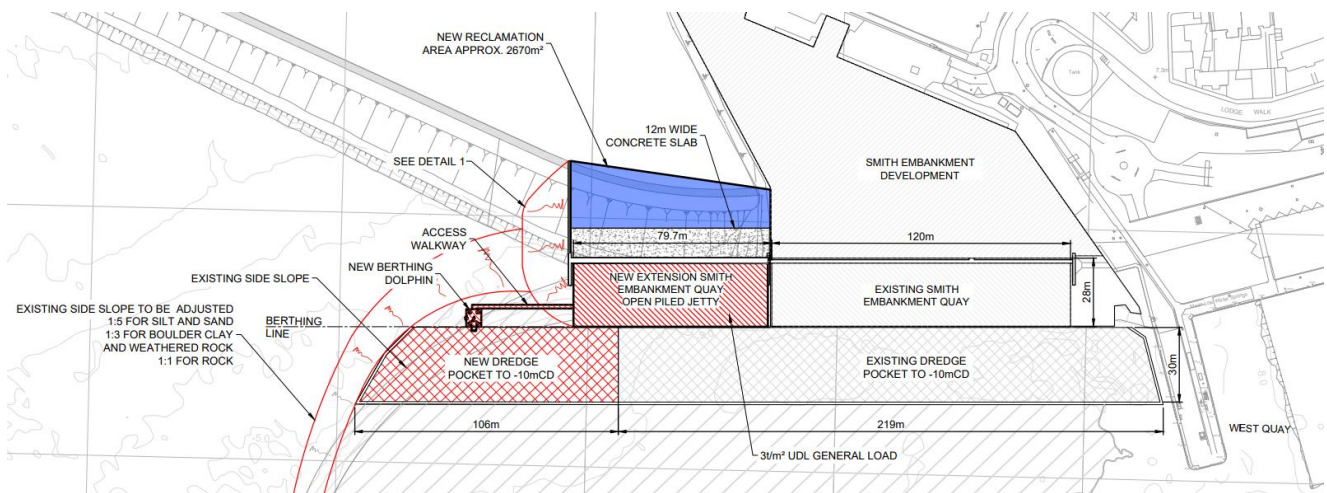 NEW RECLAMATION
AREA APPROX. 2670m²
12m WIDE
CONCRETE SLAB
SEE DETAIL 1
SMITH EMBANKMENT
DEVELOPMENT
Tank
LODGE WALK
79.7m
120m
ACCESS
WALKWAY
NEW BERTHING
DOLPHIN
EXISTING SIDE SLOPE
NEW EXTENSION SMITH
EMBANKMENT QUAY
OPEN PILED JETTY
EXISTING SMITH
EMBANKMENT QUAY
28m
EXISTING SIDE SLOPE TO BE ADJUSTED
1:5 FOR SILT AND SAND
1:3 FOR BOULDER CLAY
AND WEATHERED ROCK
1:1 FOR ROCK
BERTHING
LINE
NEW DREDGE
POCKET TO -10mCD
EXISTING DREDGE
POCKET TO -10mCD
30m
106m
219m
WEST QUAY
3t/m² UDL GENERAL LOAD